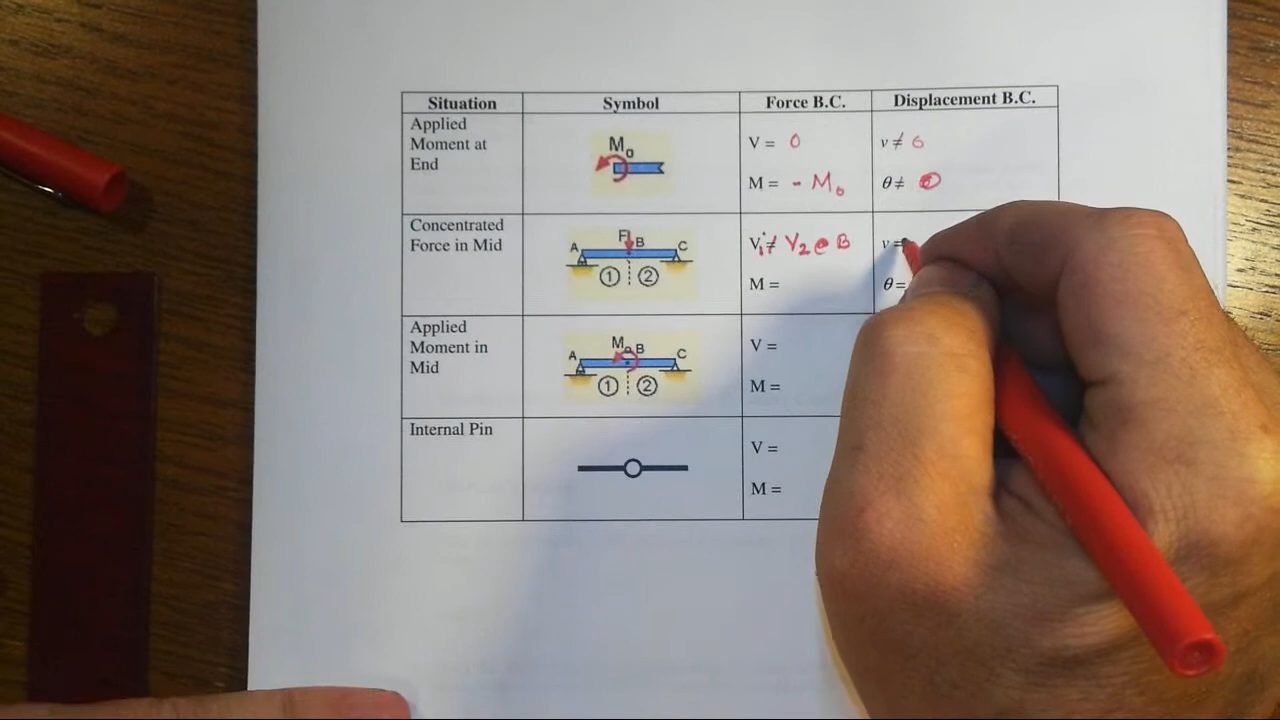 Situation Symbol Force B.C. Displacement B.C.
Applied
Moment at
End
M₀
V = 0
M = - M₀
v ≠ 0
θ ≠ 0
Concentrated
Force in Mid
A F B C
① ②
V₁ ≠ V₂ @ B
M =
v =
θ =
Applied
Moment in
Mid
A M₀ B C
① ②
V =
M =
Internal Pin
V =
M =